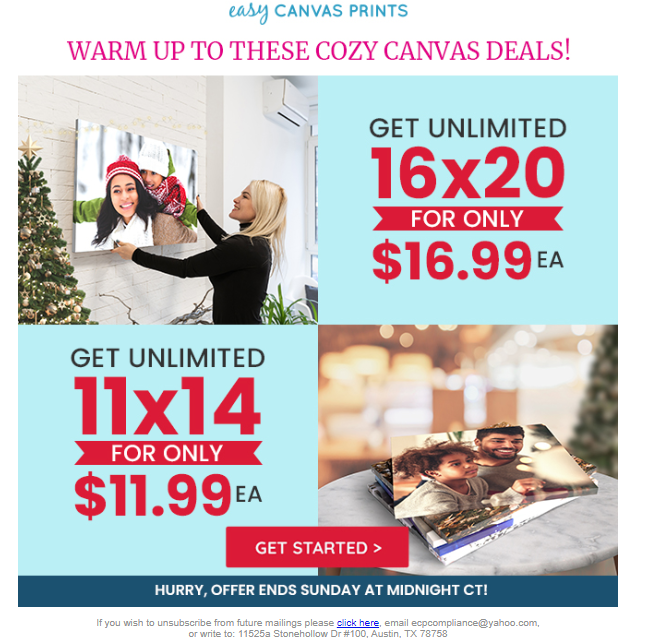 easy CANVAS PRINTS
WARM UP TO THESE COZY CANVAS DEALS!
GET UNLIMITED
16x20
FOR ONLY
$16.99 EA
GET UNLIMITED
11x14
FOR ONLY
$11.99 EA
GET STARTED >
HURRY, OFFER ENDS SUNDAY AT MIDNIGHT CT!
If you wish to unsubscribe from future mailings please click here, email ecpcompliance@yahoo.com,
or write to: 11525a Stonehollow Dr #100, Austin, TX 78758